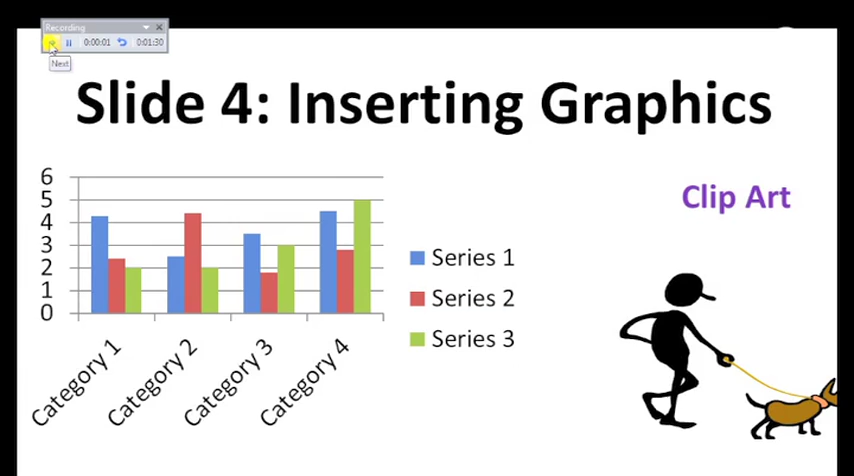 Recording
0:00:01 0:01:30
Next
Slide 4: Inserting Graphics
6
5
4
3
2
1
0
Category 1
Category 2
Category 3
Category 4
Series 1
Series 2
Series 3
Clip Art